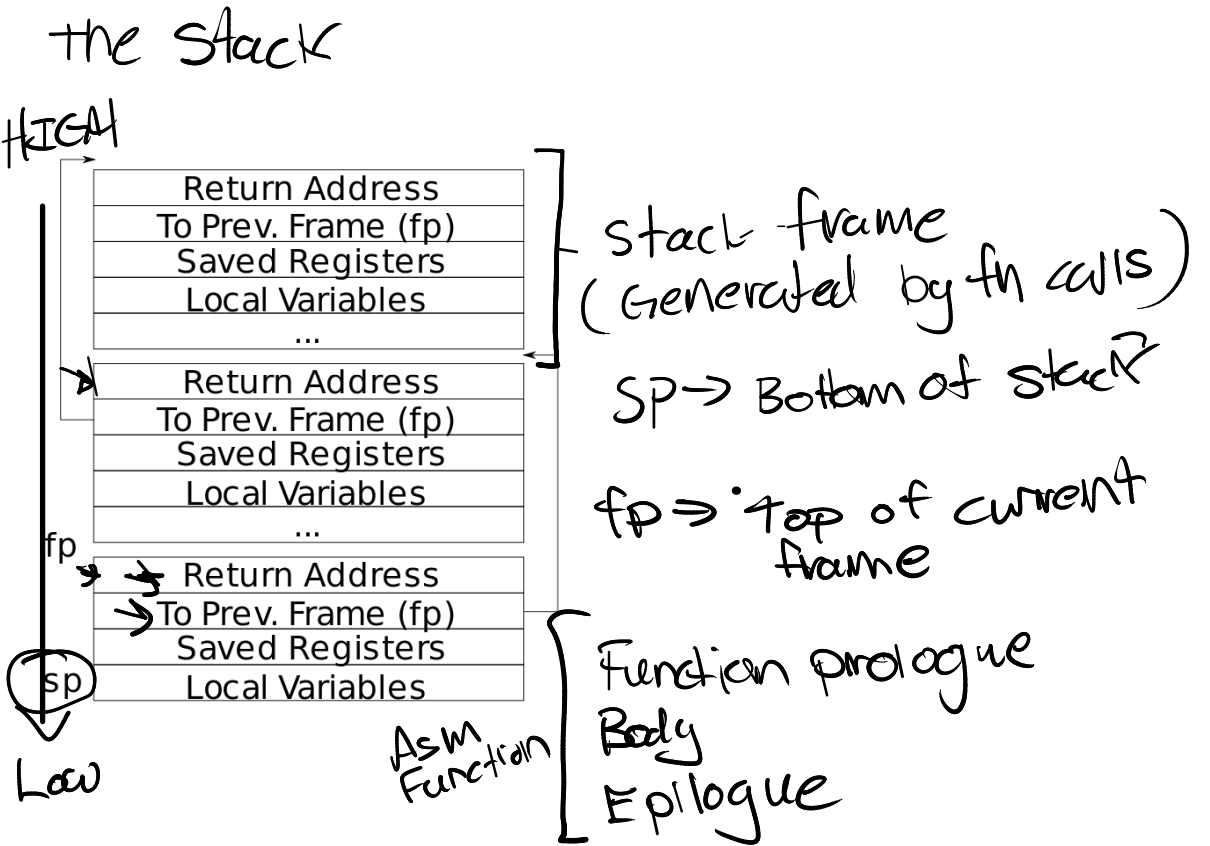 the Stack
HIGH
Return Address
To Prev. Frame (fp)
Saved Registers
Local Variables
...
Return Address
To Prev. Frame (fp)
Saved Registers
Local Variables
...
fp
Return Address
To Prev. Frame (fp)
Saved Registers
sp
Local Variables
Low
Stack frame
(Generated by fn calls)
SP → Bottom of stack
fp ⇒ Top of current
frame
Asm
Function
Function prologue
Body
Epilogue